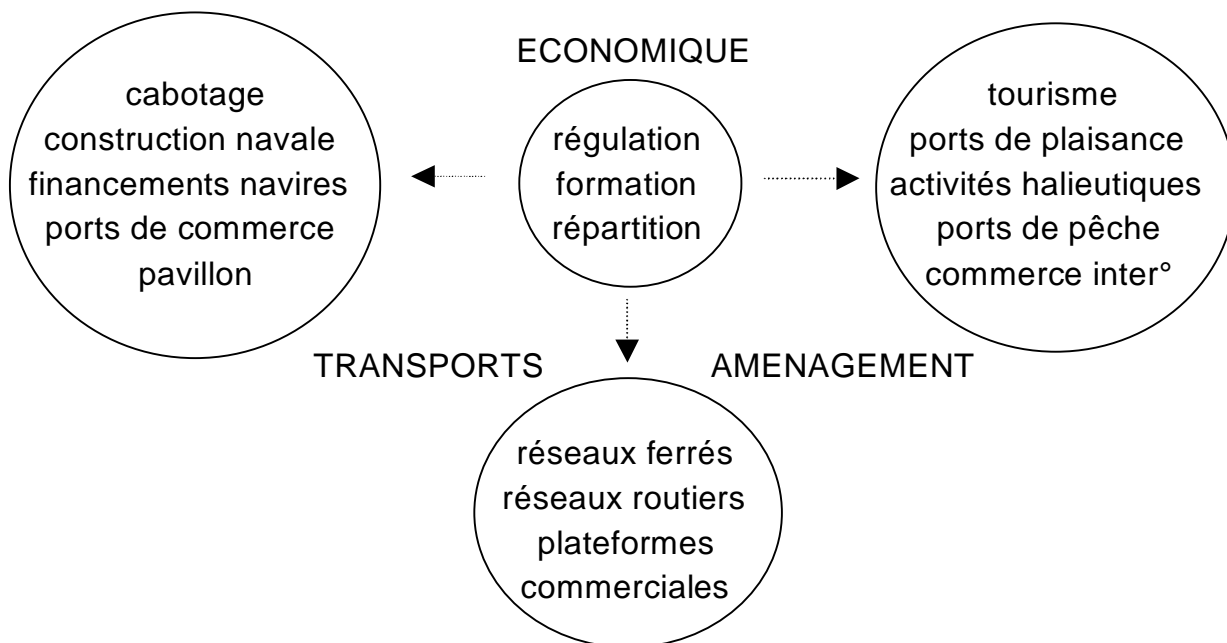 ECONOMIQUE
cabotage
construction navale
financements navires
ports de commerce
pavillon
régulation
formation
répartition
tourisme
ports de plaisance
activités halieutiques
ports de pêche
commerce inter°
TRANSPORTS
AMENAGEMENT
réseaux ferrés
réseaux routiers
plateformes
commerciales